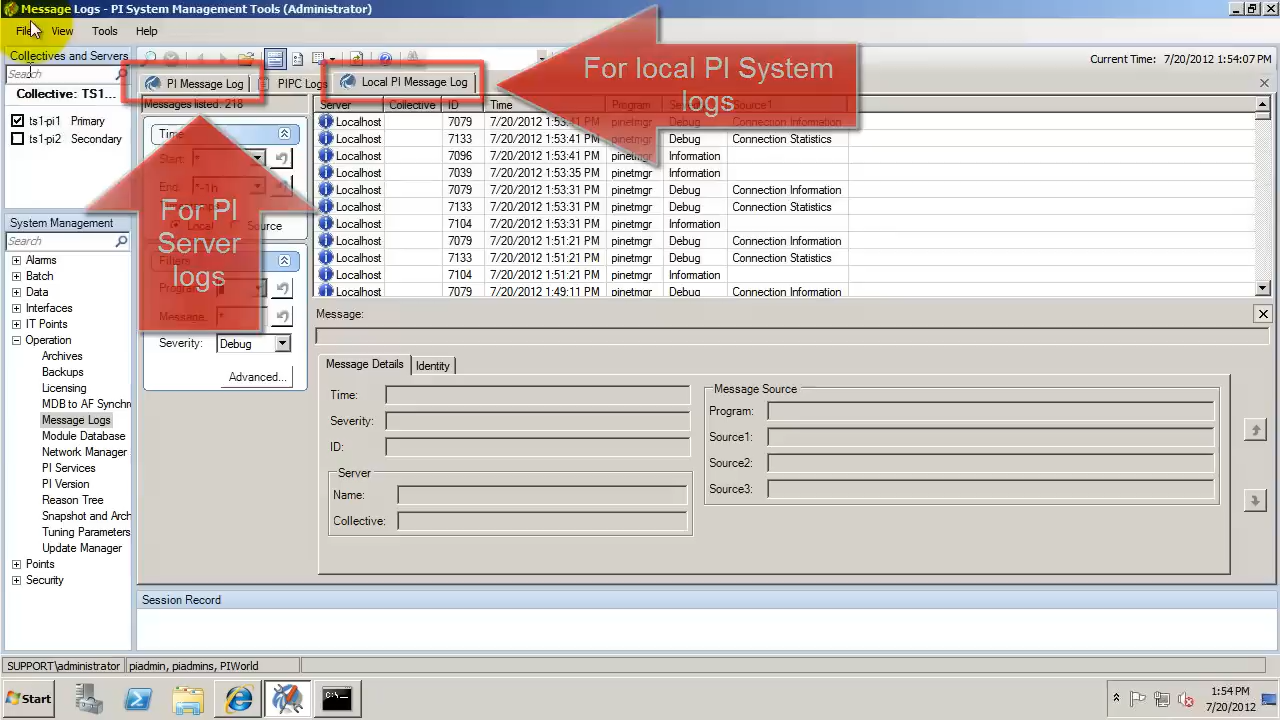 Message Logs - PI System Management Tools (Administrator)
File View Tools Help
Collectives and Servers
Search
Collective: TS1...
ts1-pi1 Primary
ts1-pi2 Secondary
Current Time: 7/20/2012 1:54:07 PM
PI Message Log
PIPC Logs
Local PI Message Log
For local PI System
logs
Messages listed: 218
Time
Start: *
End: *-1h
Local Source
Filters
Program:
Message: *
Severity: Debug
Advanced...
For PI
Server
logs
Server Collective ID Time Program Severity Source1
Localhost 7079 7/20/2012 1:53:41 PM pinetmgr Debug Connection Information
Localhost 7133 7/20/2012 1:53:41 PM pinetmgr Debug Connection Statistics
Localhost 7096 7/20/2012 1:53:41 PM pinetmgr Information
Localhost 7039 7/20/2012 1:53:35 PM pinetmgr Information
Localhost 7079 7/20/2012 1:53:31 PM pinetmgr Debug Connection Information
Localhost 7133 7/20/2012 1:53:31 PM pinetmgr Debug Connection Statistics
Localhost 7104 7/20/2012 1:53:31 PM pinetmgr Information
Localhost 7079 7/20/2012 1:51:21 PM pinetmgr Debug Connection Information
Localhost 7133 7/20/2012 1:51:21 PM pinetmgr Debug Connection Statistics
Localhost 7104 7/20/2012 1:51:21 PM pinetmgr Information
Localhost 7079 7/20/2012 1:49:11 PM pinetmgr Debug Connection Information
System Management
Search
Alarms
Batch
Data
Interfaces
IT Points
Operation
Archives
Backups
Licensing
MDB to AF Synchr
Message Logs
Module Database
Network Manager
PI Services
PI Version
Reason Tree
Snapshot and Arch
Tuning Parameters
Update Manager
Points
Security
Message:
Message Details Identity
Time:
Severity:
ID:
Server
Name:
Collective:
Message Source
Program:
Source1:
Source2:
Source3:
Session Record
SUPPORT\administrator piadmin, piadmins, PIWorld
Start
1:54 PM
7/20/2012